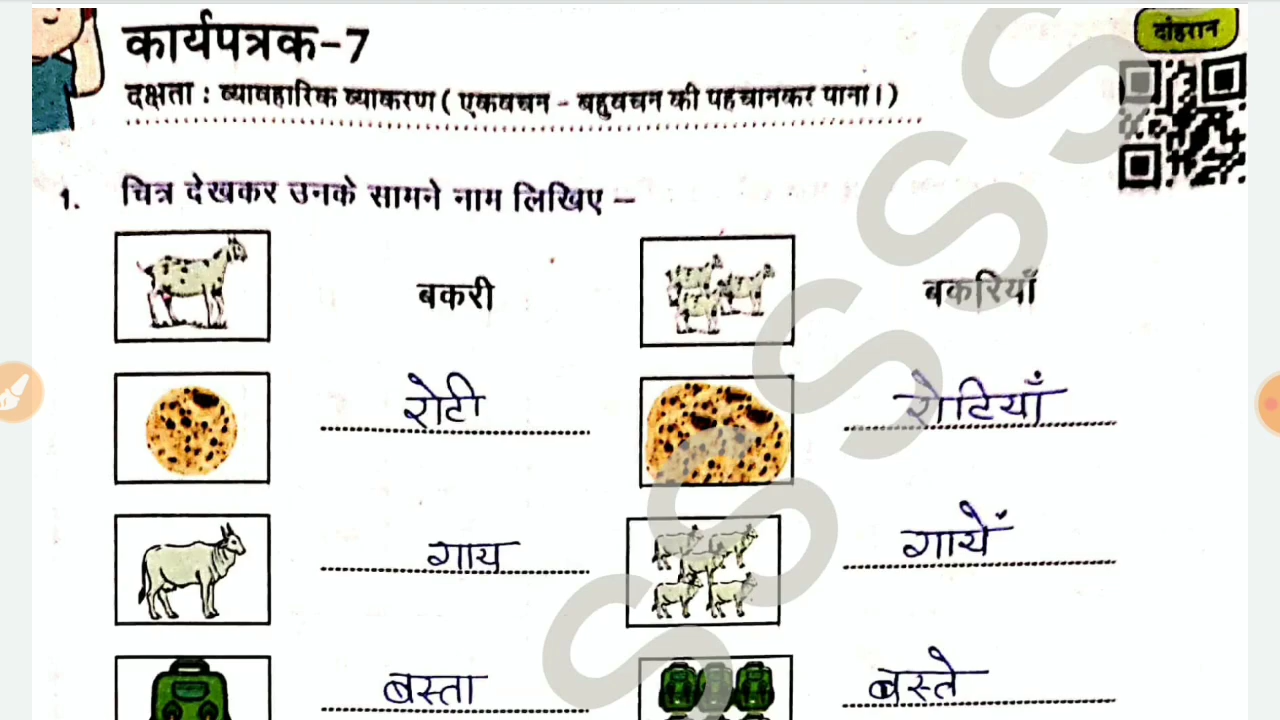 कार्यपत्रक-7
दोहरान
दक्षता : व्यावहारिक व्याकरण ( एकवचन - बहुवचन की पहचानकर पाना।)
1. चित्र देखकर उनके सामने नाम लिखिए –
बकरी बकरियाँ
रोटी रोटियाँ
गाय गायेँ
बस्ता बस्ते
S S S S